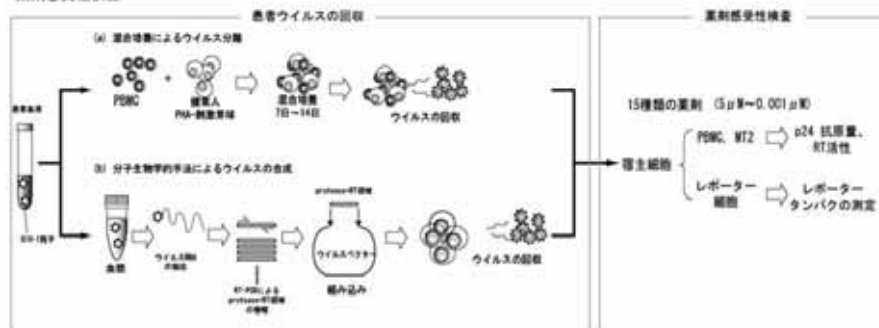 患者ウイルスの回収
薬剤感受性検査
(a) 混合培養によるウイルス分離
PBMC
+
健常人
PHA-刺激芽球
混合培養
7日〜14日
ウイルスの回収
(b) 分子生物学的手法によるウイルスの合成
血漿
ウイルスRNA
の抽出
RT-PCRによる
protease-RT領域
の増幅
protease-RT領域
ウイルスベクター
組み込み
ウイルスの回収
HIV-1粒子
15種類の薬剤 (5μM〜0.001μM)
宿主細胞
PBMC, MT2
p24 抗原量、
RT活性
レポーター
細胞
レポーター
タンパクの測定